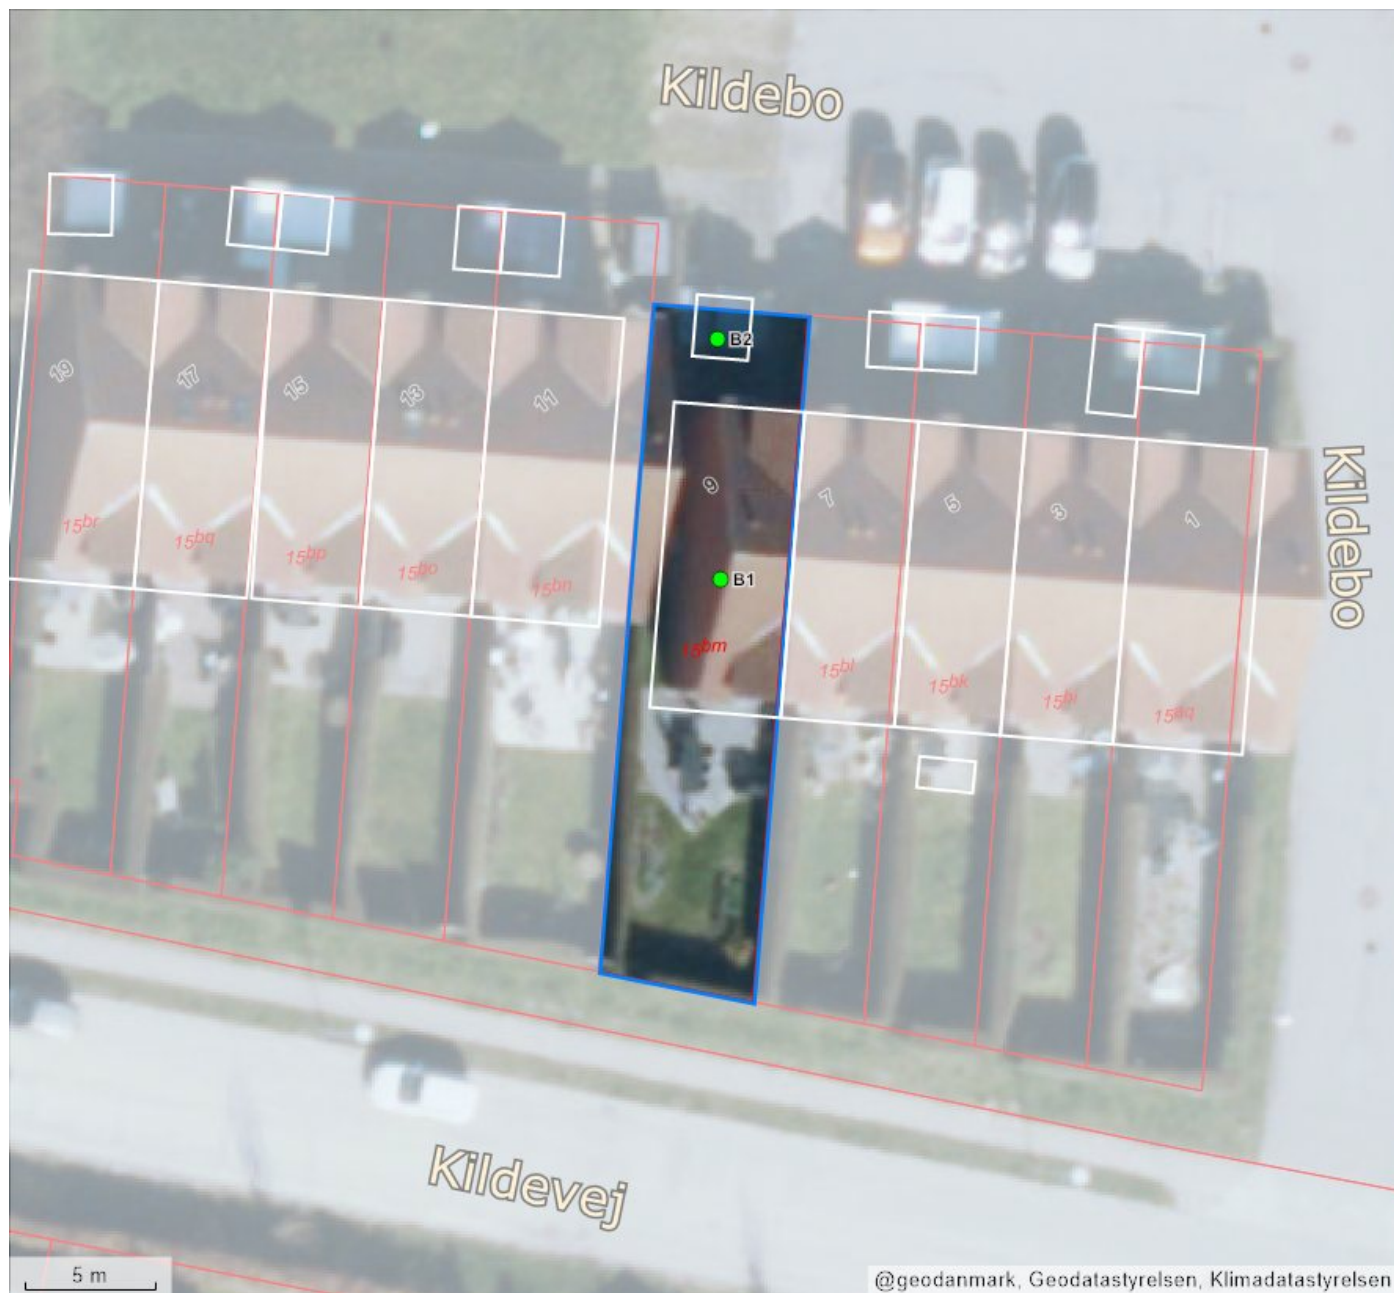 Kildebo
B2
19
17
15
13
11
9
7
5
3
1
Kildebo
15br
15bq
15bp
15bo
15bn
B1
15bm
15bl
15bk
15bi
15aq
Kildevej
5 m
@geodanmark, Geodatastyrelsen, Klimadatastyrelsen